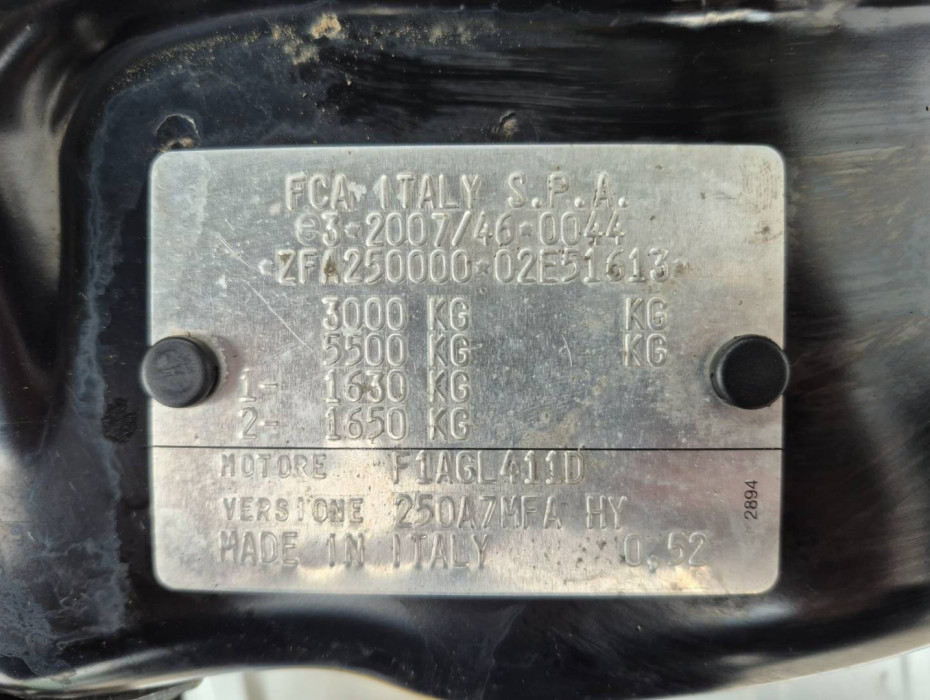 FCA ITALY S.P.A.
e3*2007/46*0044
*ZFA250000*02E51613*
3000 KG KG
5500 KG KG
1- 1630 KG
2- 1650 KG
MOTORE F1AGL411D
VERSIONE 250A7MFA HY
MADE IN ITALY 0,52
2894